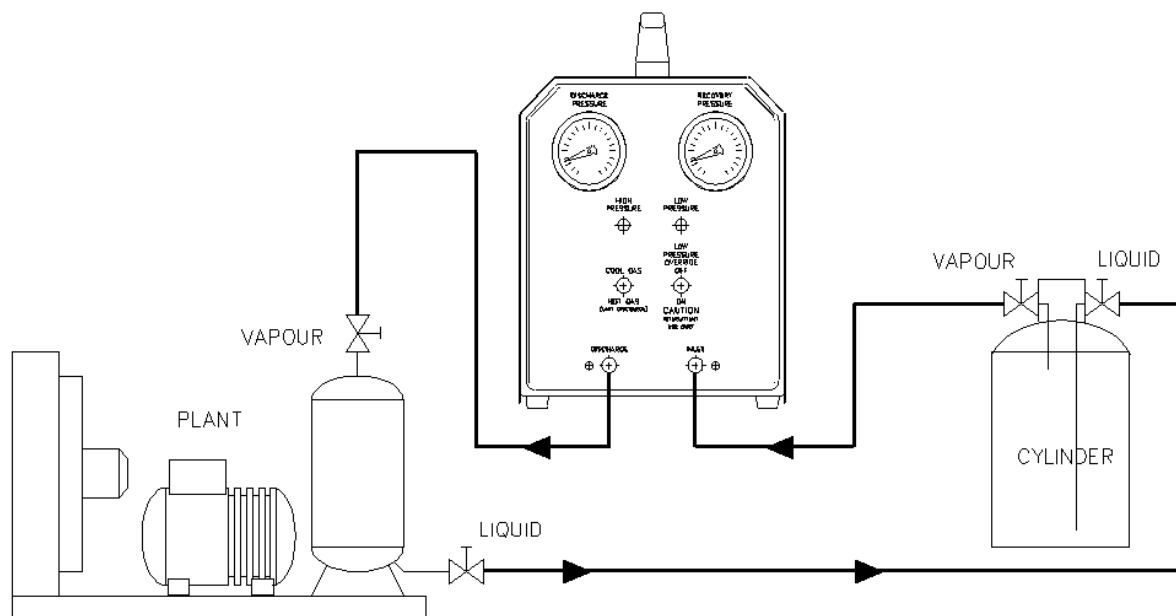 DISCHARGE
PRESSURE
RECOVERY
PRESSURE
HIGH
PRESSURE
LOW
PRESSURE
LOW
PRESSURE
OVERRIDE
OFF
COOL GAS
HOT GAS
ON
CAUTION
DISCHARGE
INLET
VAPOUR
LIQUID
VAPOUR
PLANT
CYLINDER
LIQUID